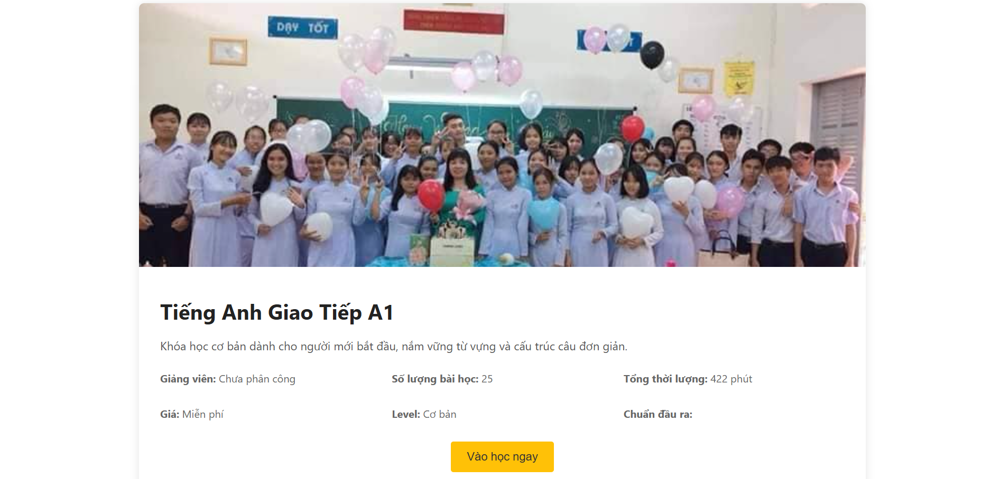 DẠY TỐT
Tiếng Anh Giao Tiếp A1
Khóa học cơ bản dành cho người mới bắt đầu, nắm vững từ vựng và cấu trúc câu đơn giản.
Giảng viên: Chưa phân công
Số lượng bài học: 25
Tổng thời lượng: 422 phút
Giá: Miễn phí
Level: Cơ bản
Chuẩn đầu ra:
Vào học ngay